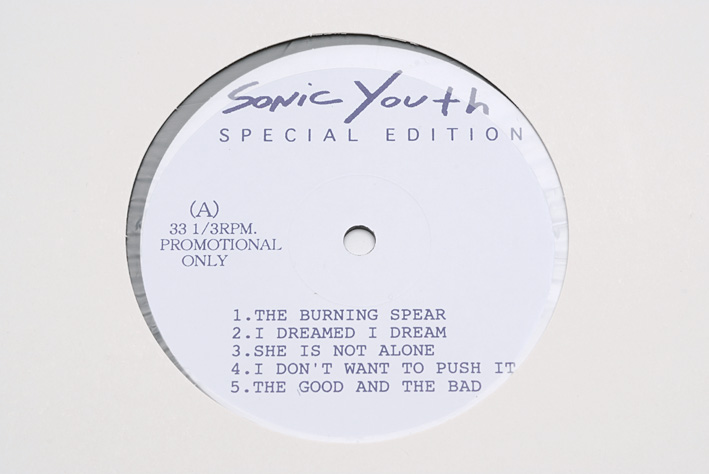 SONIC YOUTH
SPECIAL EDITION
(A)
33 1/3RPM.
PROMOTIONAL
ONLY
1.THE BURNING SPEAR
2.I DREAMED I DREAM
3.SHE IS NOT ALONE
4.I DON'T WANT TO PUSH IT
5.THE GOOD AND THE BAD